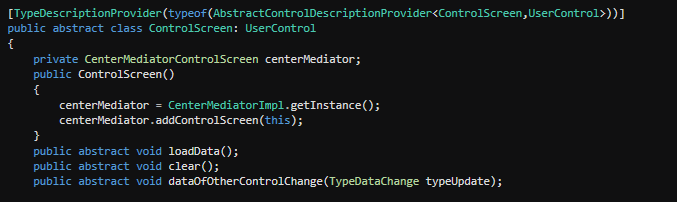 [TypeDescriptionProvider(typeof(AbstractControlDescriptionProvider<ControlScreen,UserControl>))]
public abstract class ControlScreen: UserControl
{
    private CenterMediatorControlScreen centerMediator;
    public ControlScreen()
    {
        centerMediator = CenterMediatorImpl.getInstance();
        centerMediator.addControlScreen(this);
    }
    public abstract void loadData();
    public abstract void clear();
    public abstract void dataOfOtherControlChange(TypeDataChange typeUpdate);